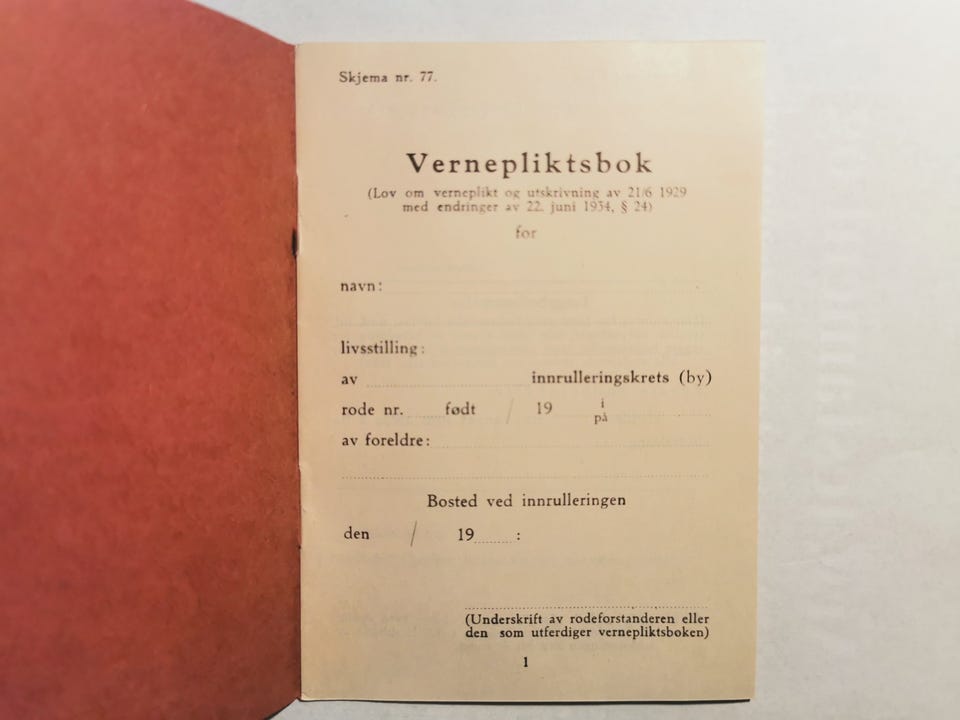 Skjema nr. 77.
Vernepliktsbok
(Lov om verneplikt og utskrivning av 21/6 1929
med endringer av 22. juni 1934, § 24)
for
navn:
livsstilling:
av innrulleringskrets (by)
rode nr. født / 19 i
på
av foreldre:
Bosted ved innrulleringen
den / 19 :
(Underskrift av rodeforstanderen eller
den som utferdiger vernepliktsboken)
1